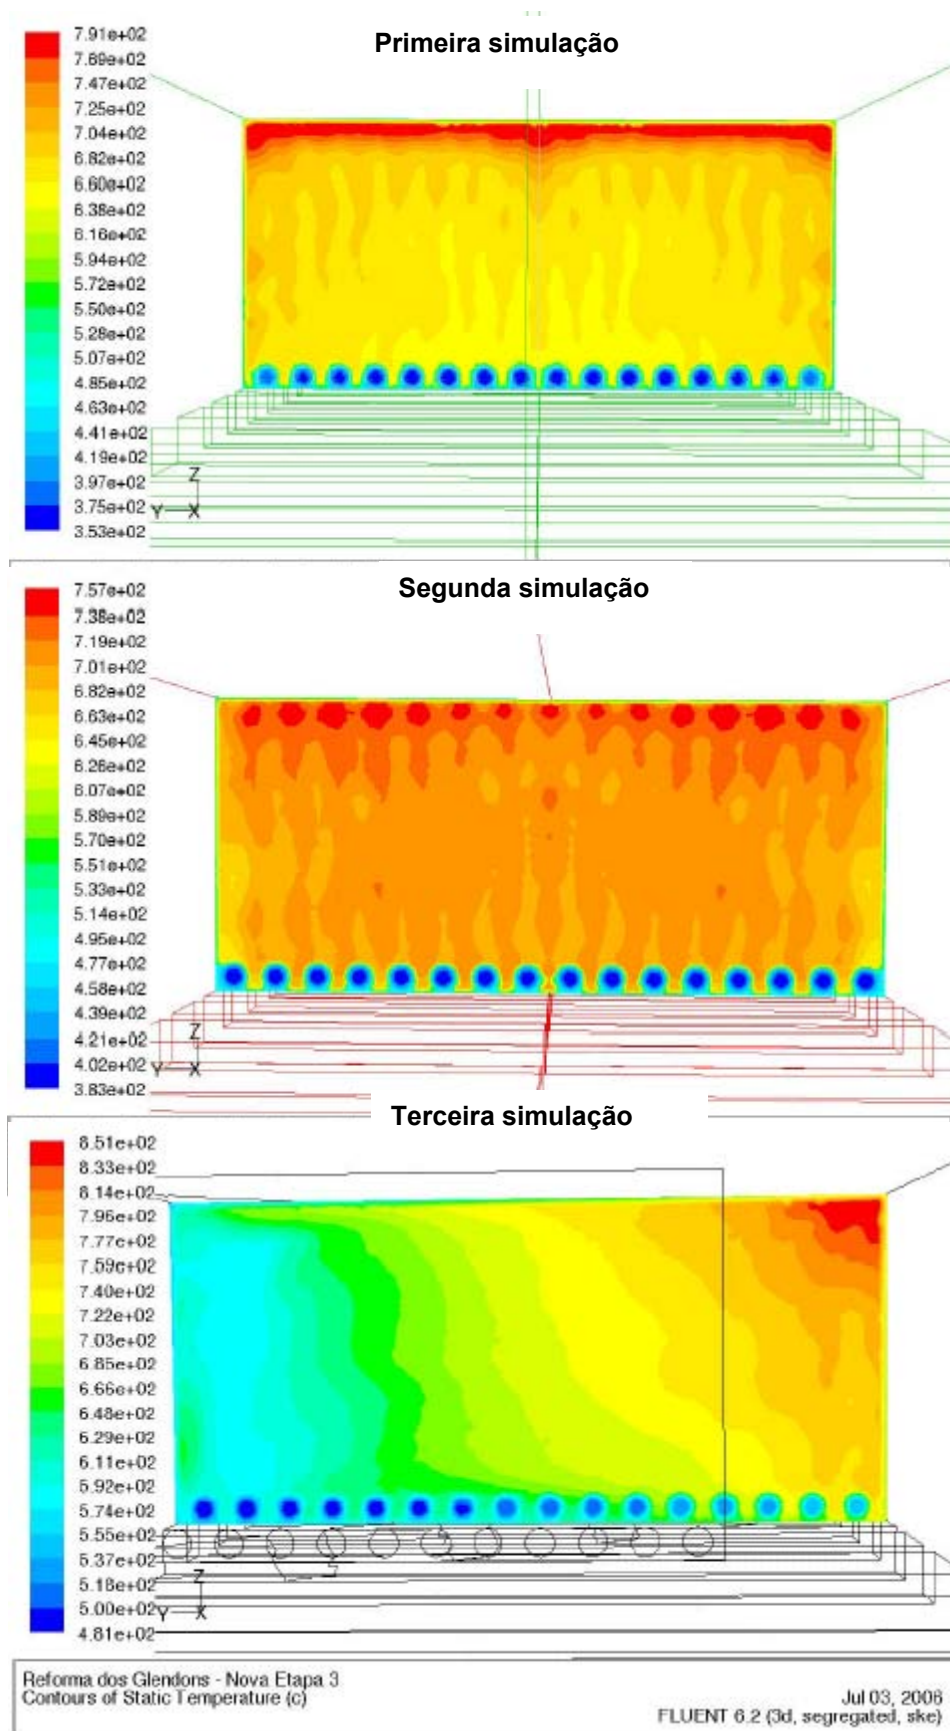 Primeira simulação
7.91e+02
7.69e+02
7.47e+02
7.25e+02
7.04e+02
6.82e+02
6.60e+02
6.38e+02
6.16e+02
5.94e+02
5.72e+02
5.50e+02
5.28e+02
5.07e+02
4.85e+02
4.63e+02
4.41e+02
4.19e+02
3.97e+02
3.75e+02
3.53e+02
Z
Y X
Segunda simulação
7.57e+02
7.38e+02
7.19e+02
7.01e+02
6.82e+02
6.63e+02
6.45e+02
6.26e+02
6.07e+02
5.89e+02
5.70e+02
5.51e+02
5.33e+02
5.14e+02
4.95e+02
4.77e+02
4.58e+02
4.39e+02
4.21e+02
4.02e+02
3.83e+02
Z
Y X
Terceira simulação
8.51e+02
8.33e+02
8.14e+02
7.96e+02
7.77e+02
7.59e+02
7.40e+02
7.22e+02
7.03e+02
6.85e+02
6.66e+02
6.48e+02
6.29e+02
6.11e+02
5.92e+02
5.74e+02
5.55e+02
5.37e+02
5.18e+02
5.00e+02
4.81e+02
Z
Y X
Reforma dos Glendons - Nova Etapa 3
Contours of Static Temperature (c)
Jul 03, 2006
FLUENT 6.2 (3d, segregated, ske)